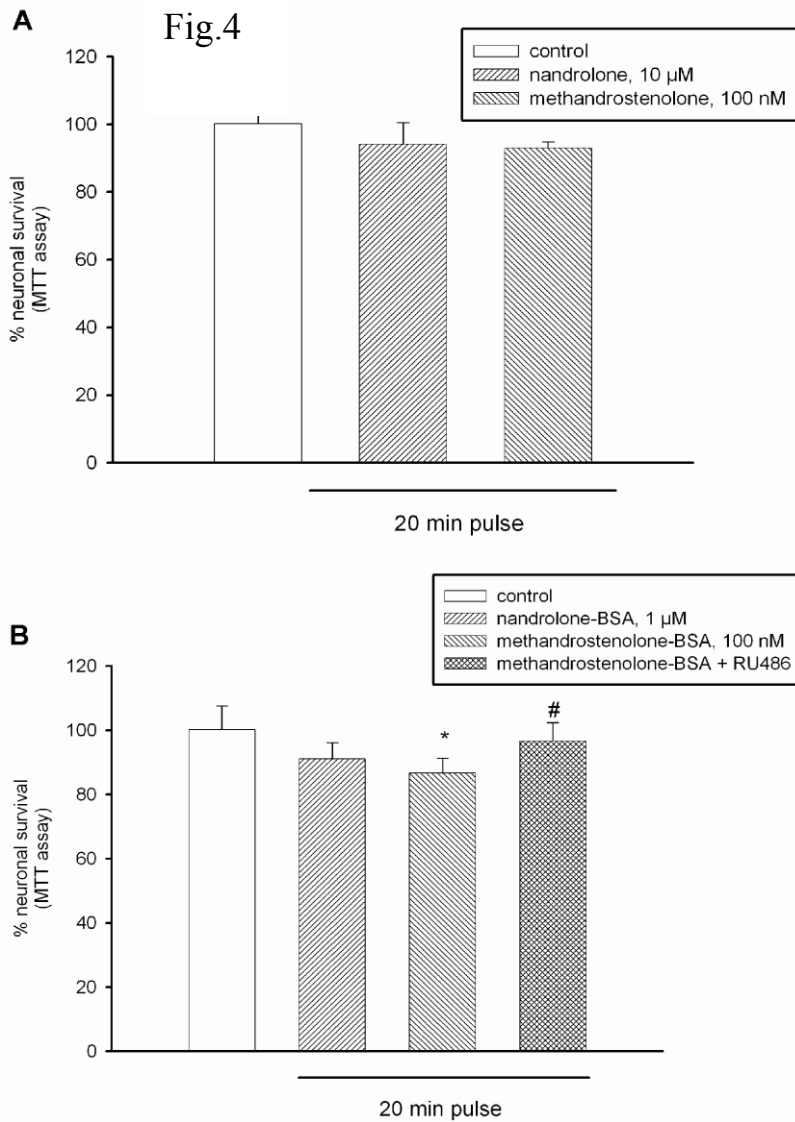 A
Fig.4
control
nandrolone, 10 µM
methandrostenolone, 100 nM
120
100
80
60
40
20
0
% neuronal survival
(MTT assay)
20 min pulse
B
control
nandrolone-BSA, 1 µM
methandrostenolone-BSA, 100 nM
methandrostenolone-BSA + RU486
120
100
80
60
40
20
0
% neuronal survival
(MTT assay)
*
#
20 min pulse